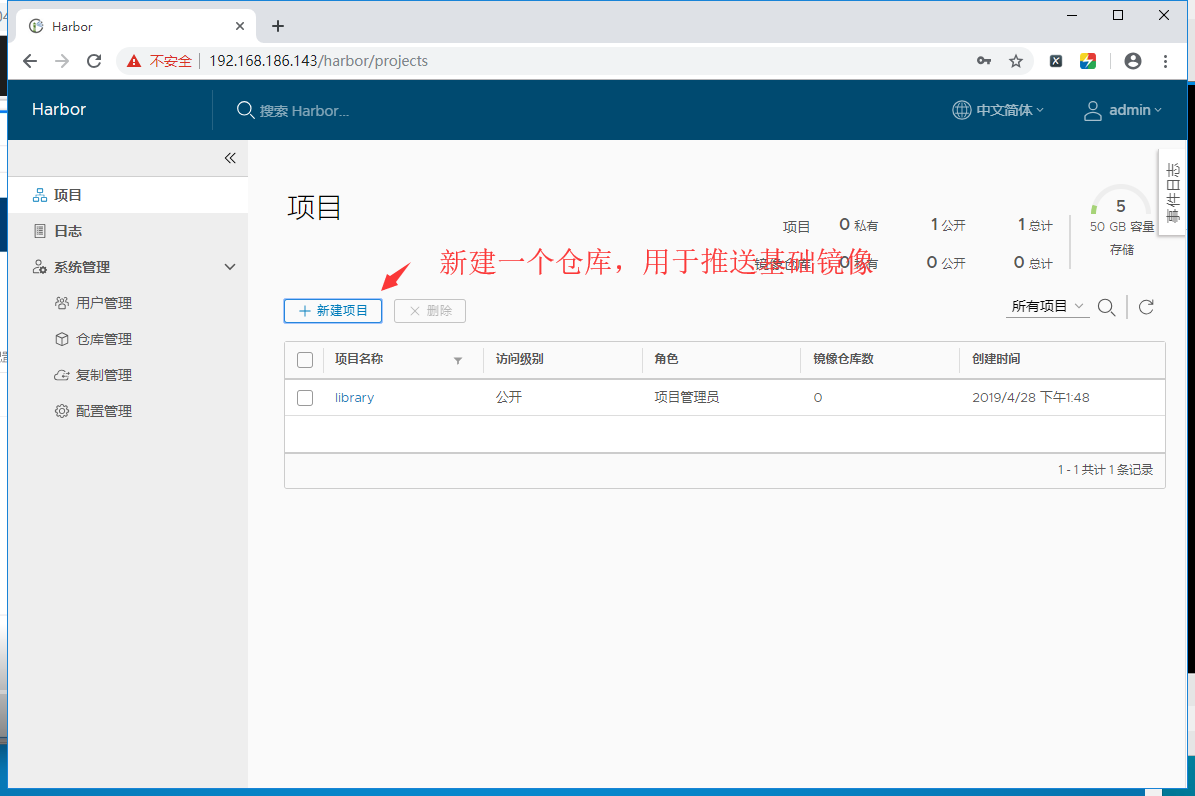 Harbor
不安全 192.168.186.143/harbor/projects
Harbor 搜索 Harbor... 中文简体 admin
事件日志
项目
日志
系统管理
用户管理
仓库管理
复制管理
配置管理
项目
项目 0 私有 1 公开 1 总计
5
50 GB 容量
存储
镜像仓库 0 私有 0 公开 0 总计
新建一个仓库，用于推送基础镜像
新建项目 删除 所有项目
项目名称 访问级别 角色 镜像仓库数 创建时间
library 公开 项目管理员 0 2019/4/28 下午1:48
1 - 1 共计 1 条记录